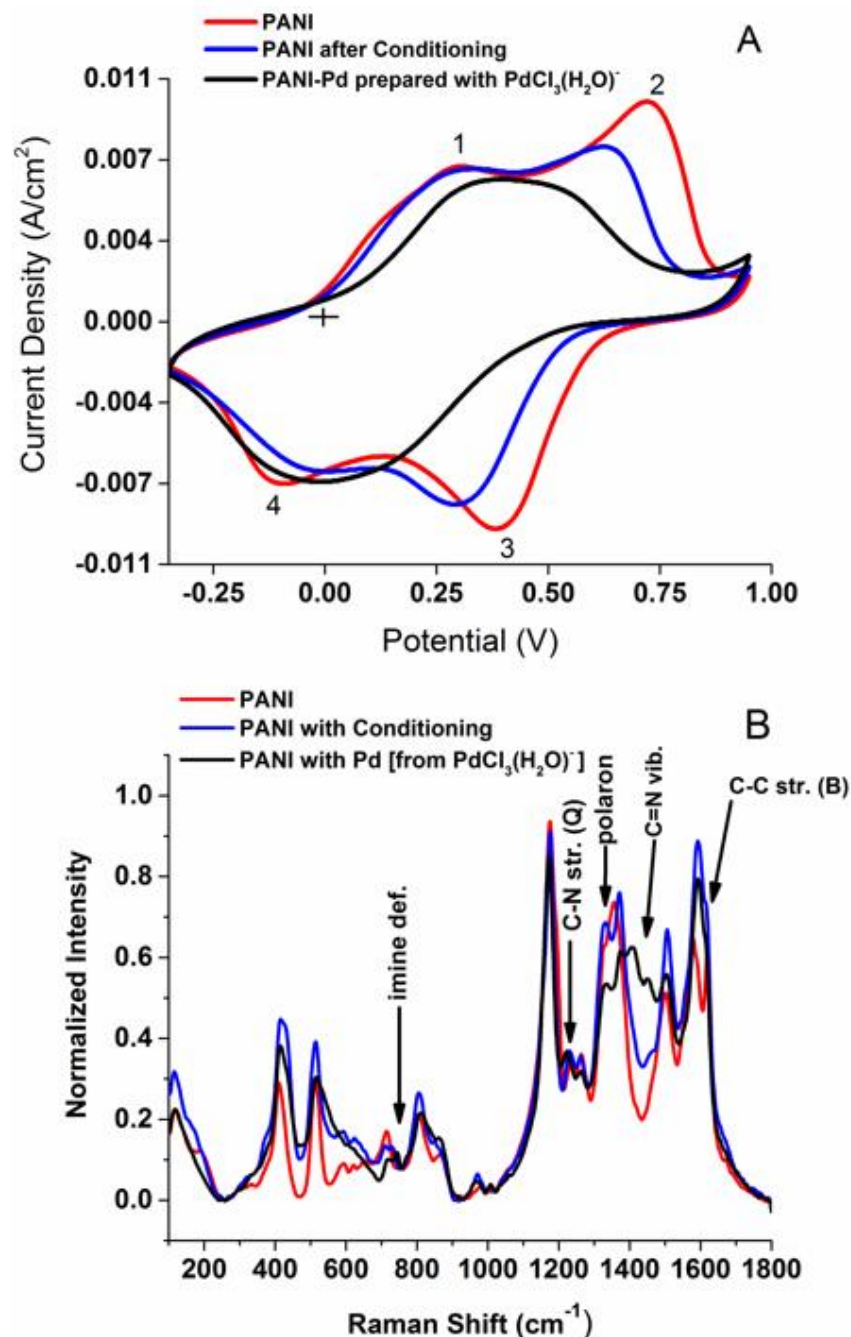 PANI
PANI after Conditioning
PANI-Pd prepared with PdCl₃(H₂O)⁻
A
0.011
0.007
0.004
0.000
-0.004
-0.007
-0.011
Current Density (A/cm²)
1
2
3
4
-0.25 0.00 0.25 0.50 0.75 1.00
Potential (V)
PANI
PANI with Conditioning
PANI with Pd [from PdCl₃(H₂O)⁻]
B
1.0
0.8
0.6
0.4
0.2
0.0
Normalized Intensity
imine def.
C-N str. (Q)
polaron
C=N vib.
C-C str. (B)
200 400 600 800 1000 1200 1400 1600 1800
Raman Shift (cm⁻¹)